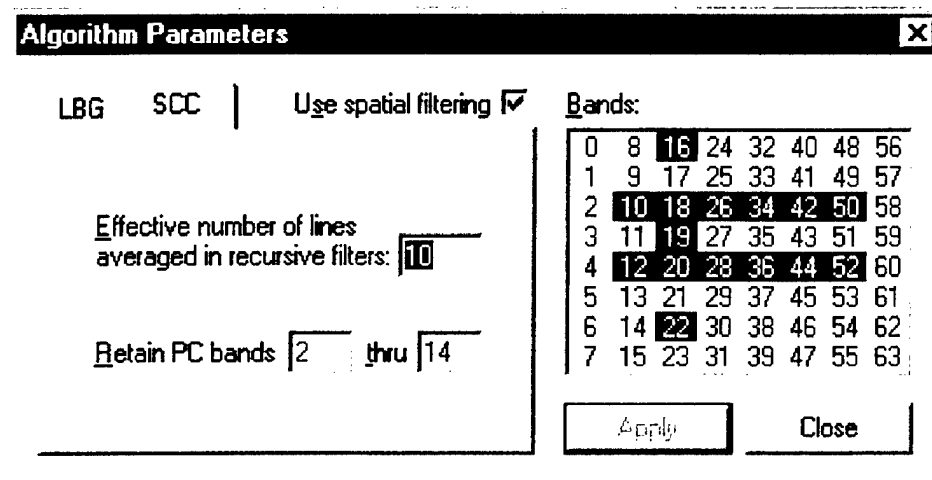 Algorithm Parameters
LBG SCC Use spatial filtering
Effective number of lines
averaged in recursive filters: 10
Retain PC bands 2 thru 14
Bands:
0 8 16 24 32 40 48 56
1 9 17 25 33 41 49 57
2 10 18 26 34 42 50 58
3 11 19 27 35 43 51 59
4 12 20 28 36 44 52 60
5 13 21 29 37 45 53 61
6 14 22 30 38 46 54 62
7 15 23 31 39 47 55 63
Apply Close